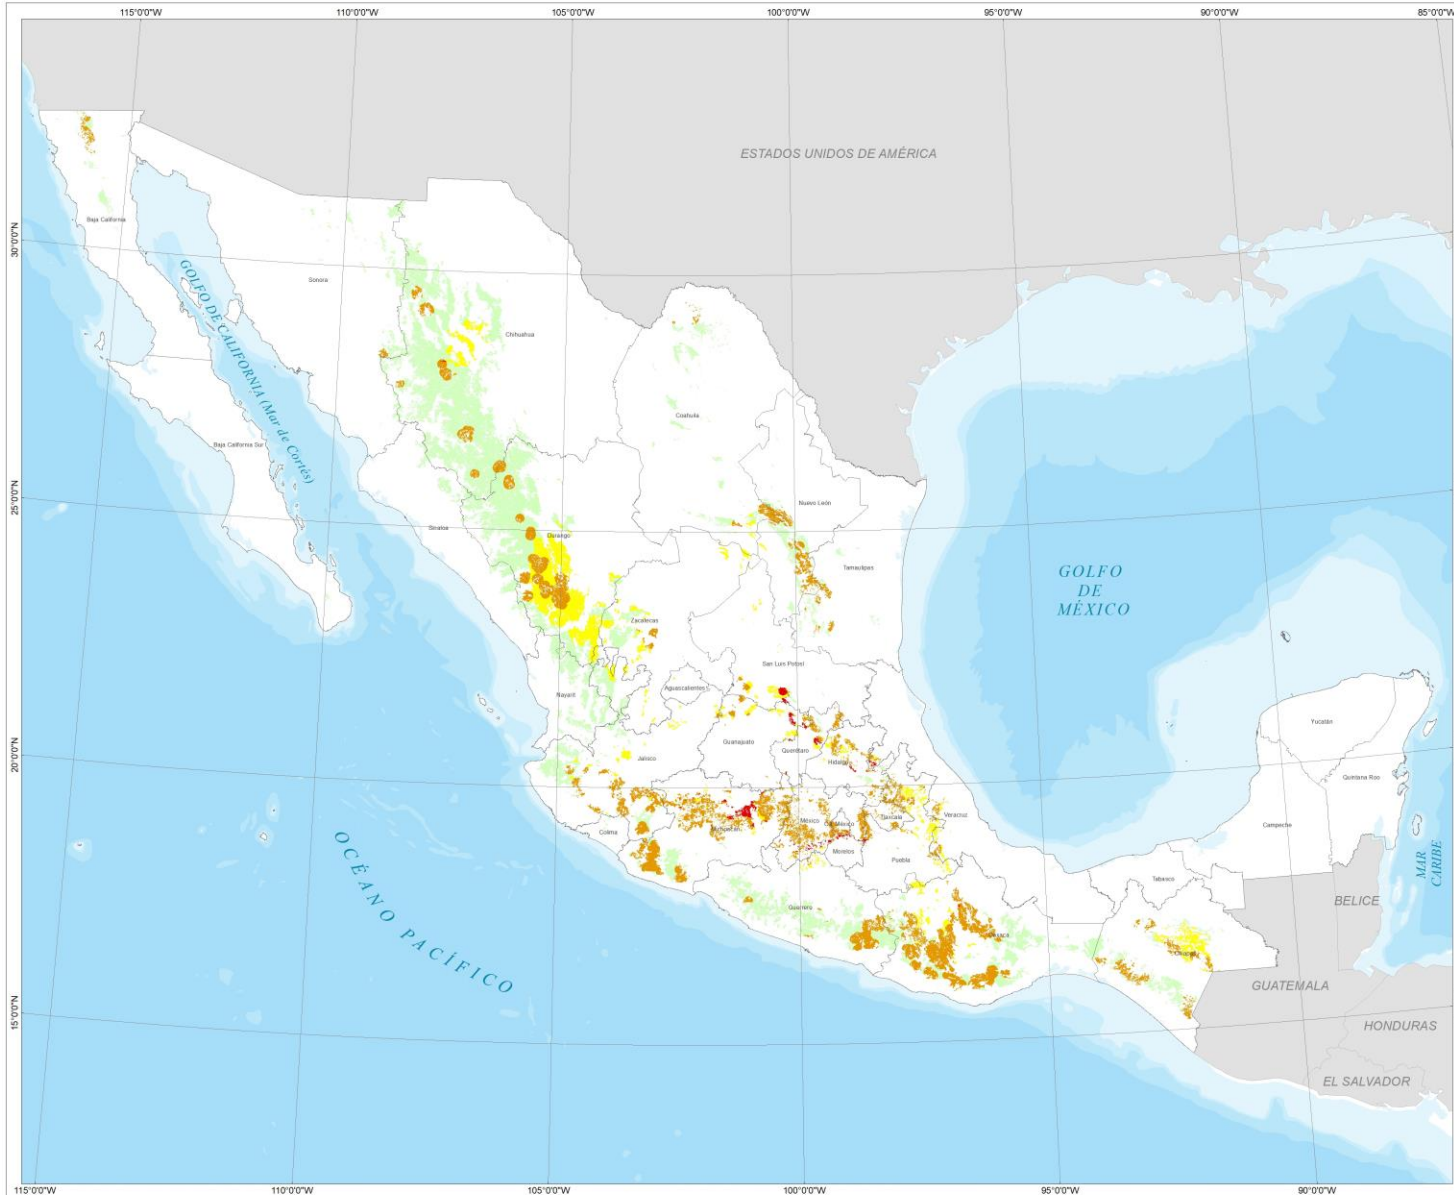 115°0'0"W
110°0'0"W
105°0'0"W
100°0'0"W
95°0'0"W
90°0'0"W
85°0'0"W
ESTADOS UNIDOS DE AMÉRICA
Baja California
30°0'0"N
Sonora
GOLFO DE CALIFORNIA (Mar de Cortés)
Chihuahua
Coahuila
Baja California Sur
25°0'0"N
Nuevo León
Sinaloa
Durango
Tamaulipas
GOLFO
DE
MÉXICO
Zacatecas
San Luis Potosí
Nayarit
Aguascalientes
Yucatán
20°0'0"N
Guanajuato
Querétaro
Jalisco
Hidalgo
Quintana Roo
México
Tlaxcala
Veracruz
Campeche
Colima
Michoacán
Morelos
Puebla
MAR
CARIBE
Tabasco
OCÉANO PACÍFICO
Guerrero
BELICE
Oaxaca
Chiapas
GUATEMALA
15°0'0"N
HONDURAS
EL SALVADOR
115°0'0"W
110°0'0"W
105°0'0"W
100°0'0"W
95°0'0"W
90°0'0"W